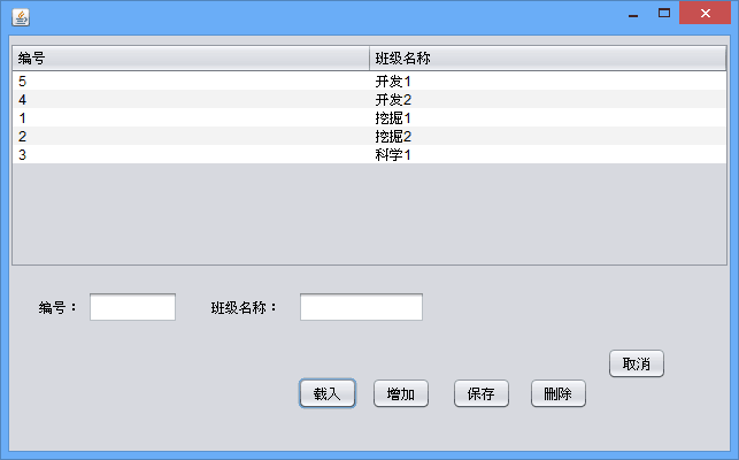 编号 班级名称
5 开发1
4 开发2
1 挖掘1
2 挖掘2
3 科学1
编号： 班级名称：
取消
载入 增加 保存 删除